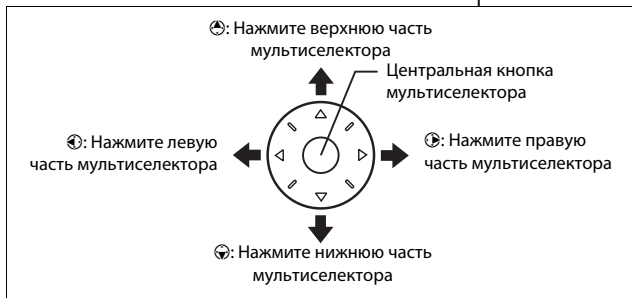 : Нажмите верхнюю часть
мультиселектора
Центральная кнопка
мультиселектора
: Нажмите левую
часть мультиселектора
: Нажмите правую
часть мультиселектора
: Нажмите нижнюю часть
мультиселектора